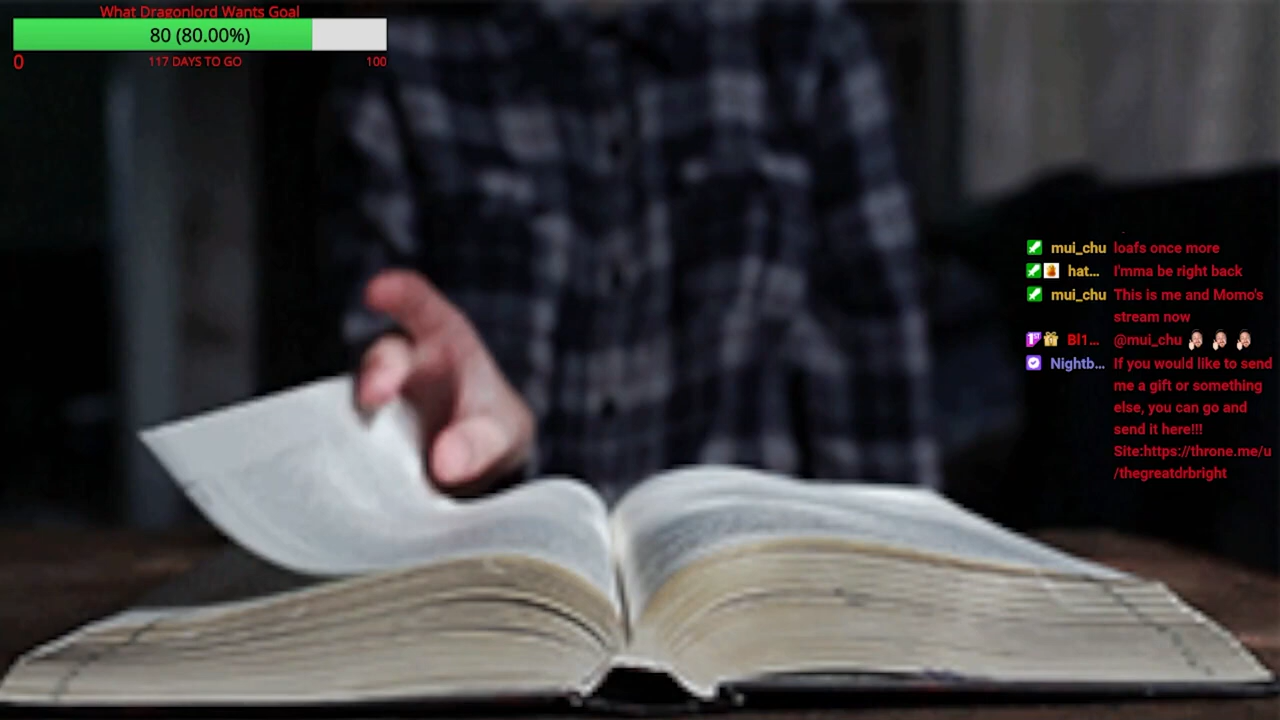 What Dragonlord Wants Goal
80 (80.00%)
0 117 DAYS TO GO 100
mui_chu loafs once more
hat... I'mma be right back
mui_chu This is me and Momo's
stream now
Bl1... @mui_chu
Nightb... If you would like to send
me a gift or something
else, you can go and
send it here!!!
Site:https://throne.me/u
/thegreatdrbright